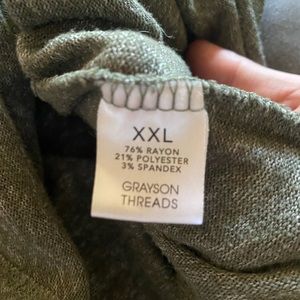 XXL
76% RAYON
21% POLYESTER
3% SPANDEX
GRAYSON
THREADS